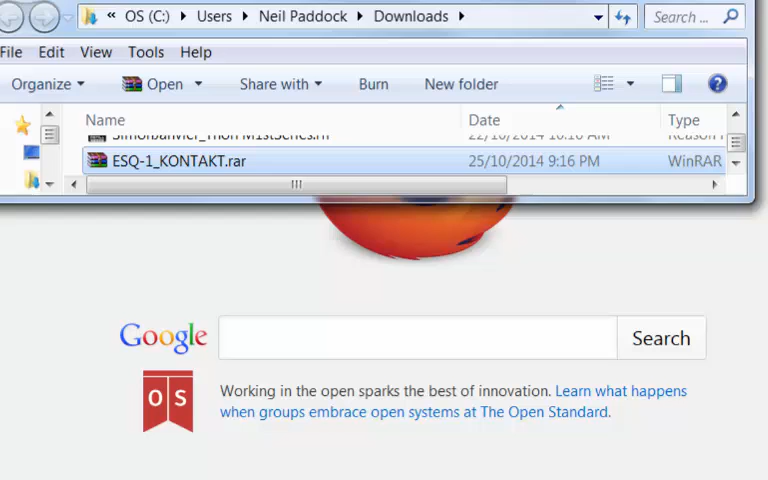 « OS (C:) ▸ Users ▸ Neil Paddock ▸ Downloads ▸ Search ...
File Edit View Tools Help
Organize Open Share with Burn New folder
Name Date Type
ESQ-1_KONTAKT.rar 25/10/2014 9:16 PM WinRAR
Google Search
OS
Working in the open sparks the best of innovation. Learn what happens
when groups embrace open systems at The Open Standard.